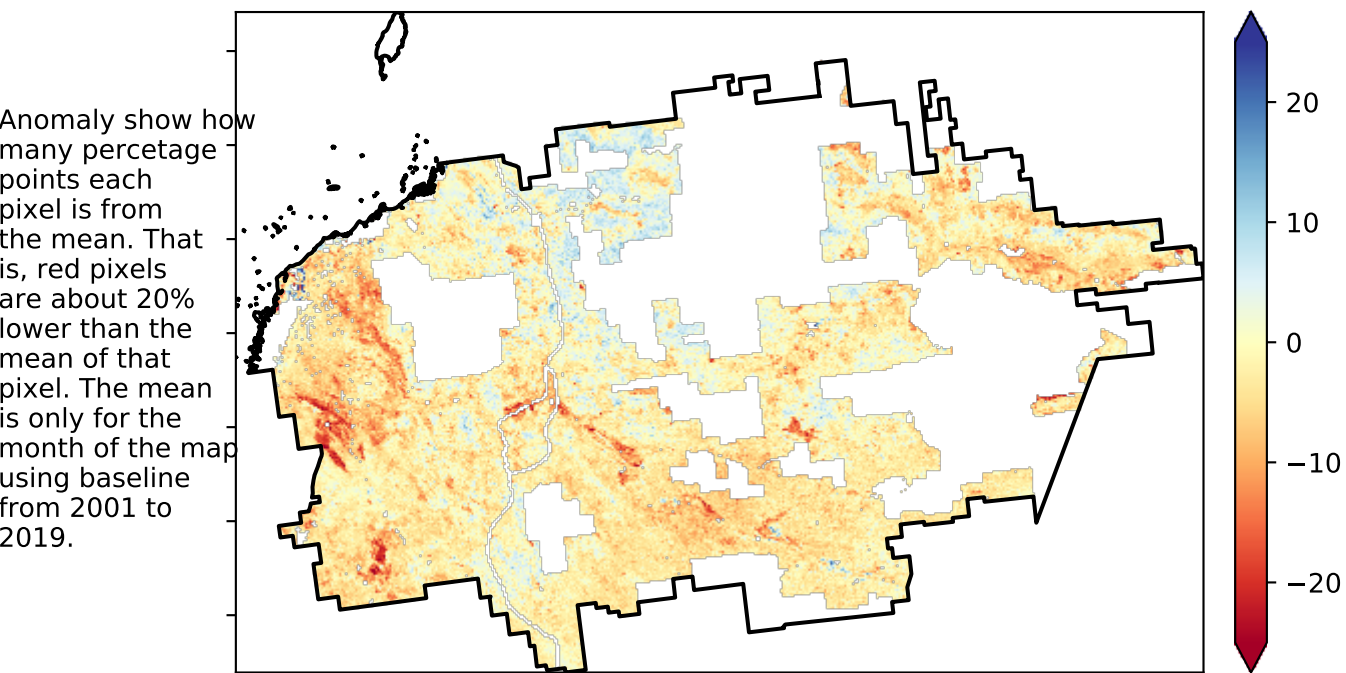 Anomaly show how
many percetage
points each
pixel is from
the mean. That
is, red pixels
are about 20%
lower than the
mean of that
pixel. The mean
is only for the
month of the map
using baseline
from 2001 to
2019.
20
10
0
−10
−20